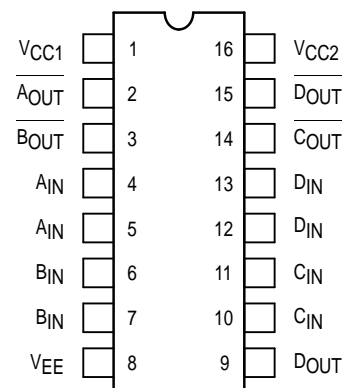 VCC1 1 16 VCC2
AOUT 2 15 DOUT
BOUT 3 14 COUT
AIN 4 13 DIN
AIN 5 12 DIN
BIN 6 11 CIN
BIN 7 10 CIN
VEE 8 9 DOUT